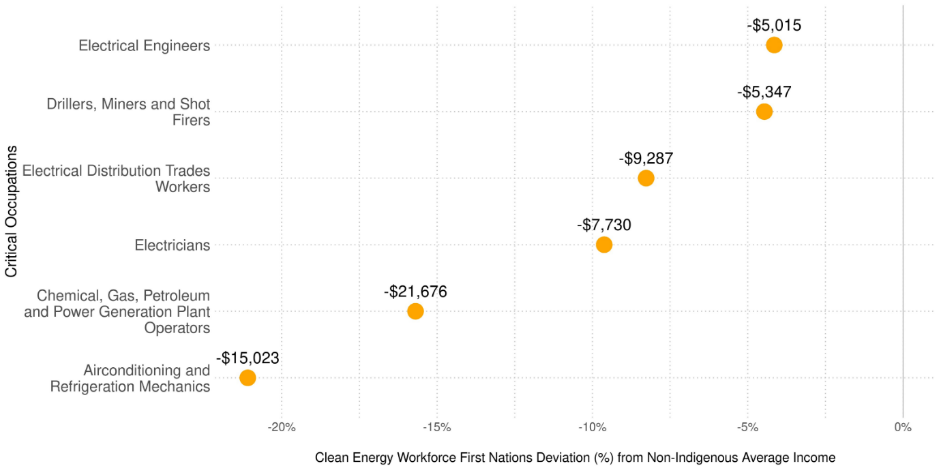 Critical Occupations
Electrical Engineers
-$5,015
Drillers, Miners and Shot
Firers
-$5,347
Electrical Distribution Trades
Workers
-$9,287
Electricians
-$7,730
Chemical, Gas, Petroleum
and Power Generation Plant
Operators
-$21,676
Airconditioning and
Refrigeration Mechanics
-$15,023
-20%
-15%
-10%
-5%
0%
Clean Energy Workforce First Nations Deviation (%) from Non-Indigenous Average Income